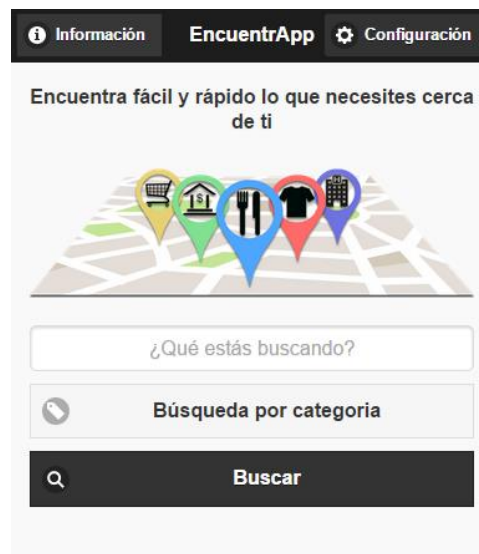 Información EncuentrApp Configuración
Encuentra fácil y rápido lo que necesites cerca
de ti
$
¿Qué estás buscando?
Búsqueda por categoria
Buscar